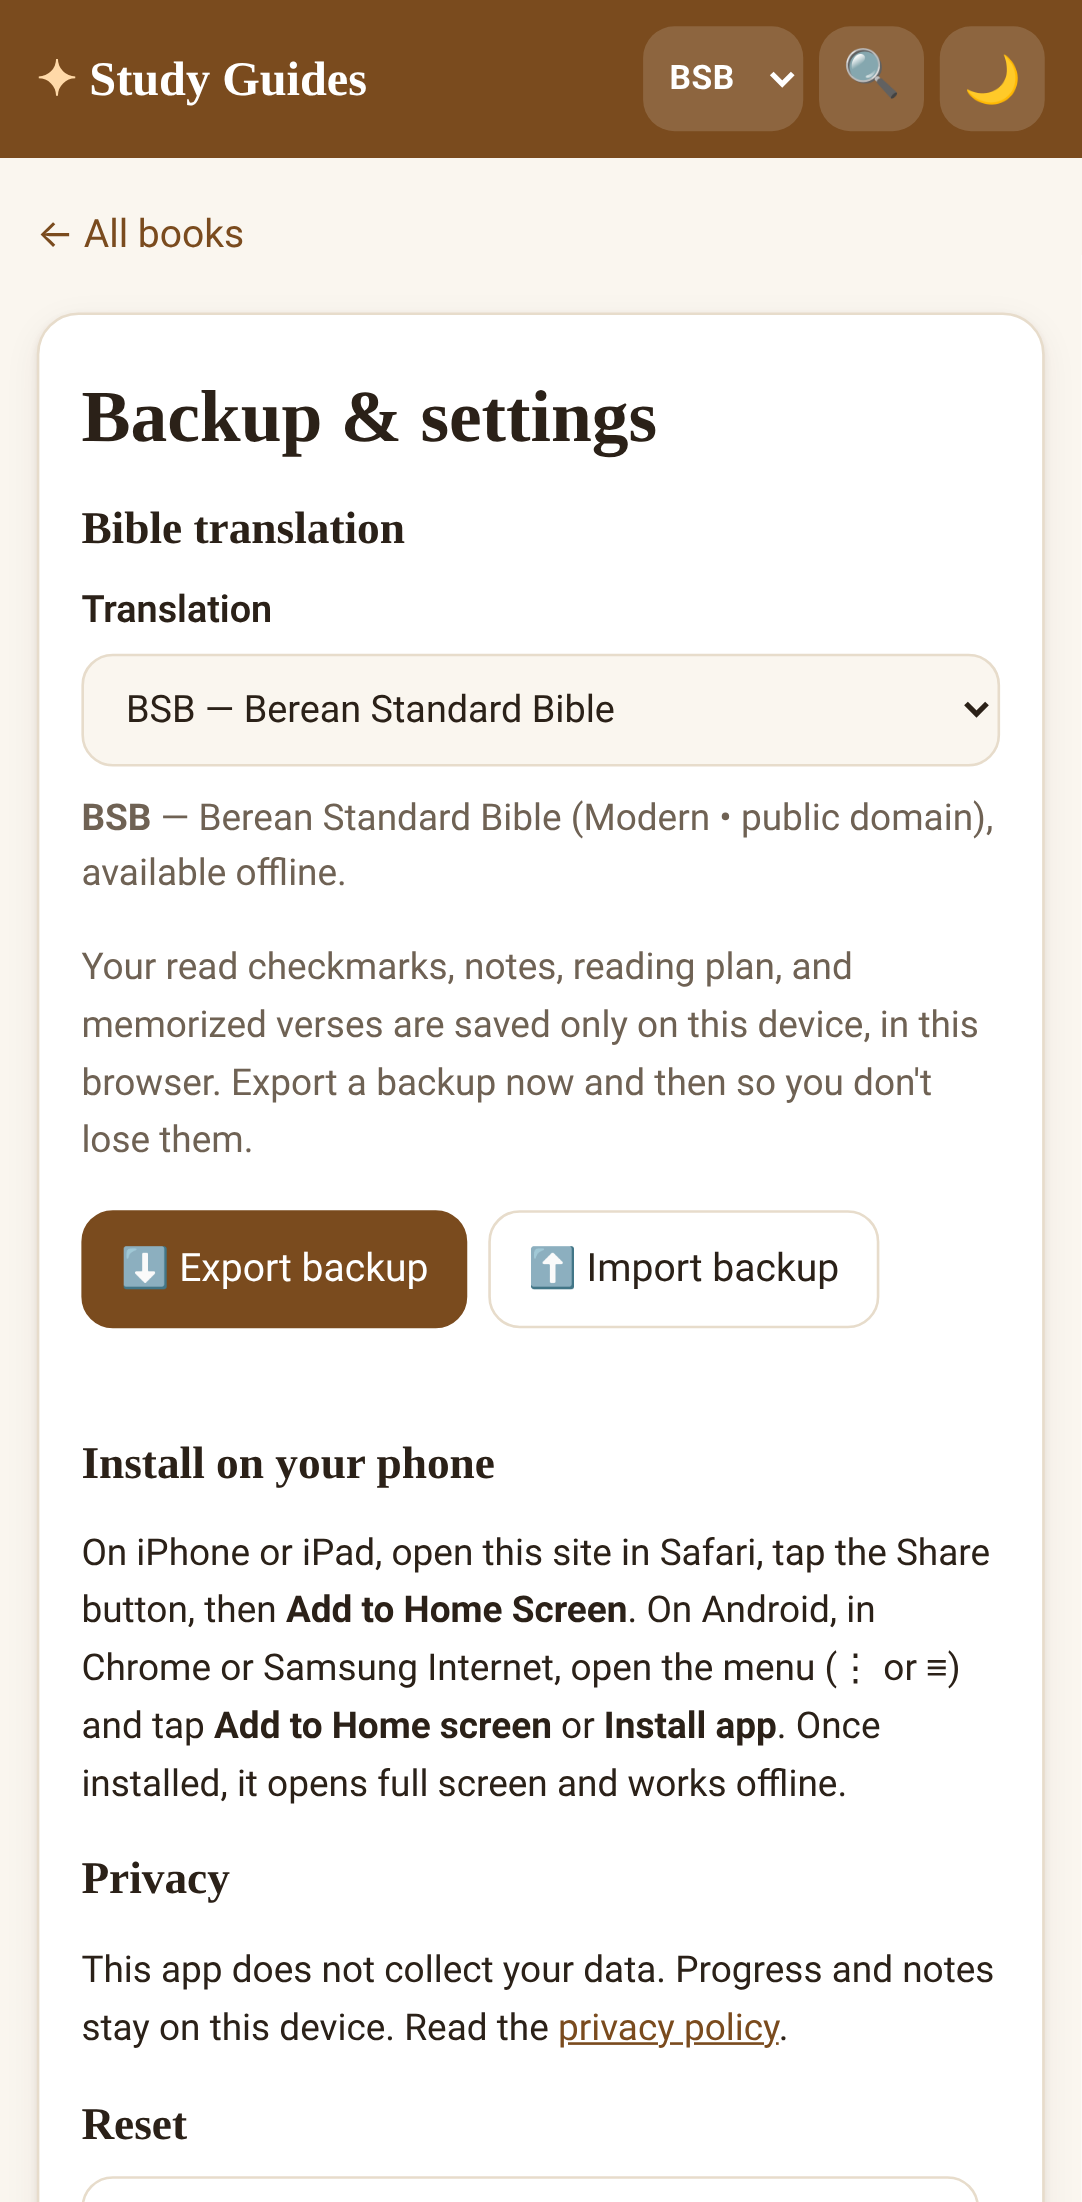 ✦ Study Guides
BSB
← All books
Backup & settings
Bible translation
Translation
BSB — Berean Standard Bible
BSB — Berean Standard Bible (Modern • public domain),
available offline.
Your read checkmarks, notes, reading plan, and
memorized verses are saved only on this device, in this
browser. Export a backup now and then so you don't
lose them.
⬇️ Export backup
⬆️ Import backup
Install on your phone
On iPhone or iPad, open this site in Safari, tap the Share
button, then Add to Home Screen. On Android, in
Chrome or Samsung Internet, open the menu (⋮ or ≡)
and tap Add to Home screen or Install app. Once
installed, it opens full screen and works offline.
Privacy
This app does not collect your data. Progress and notes
stay on this device. Read the privacy policy.
Reset